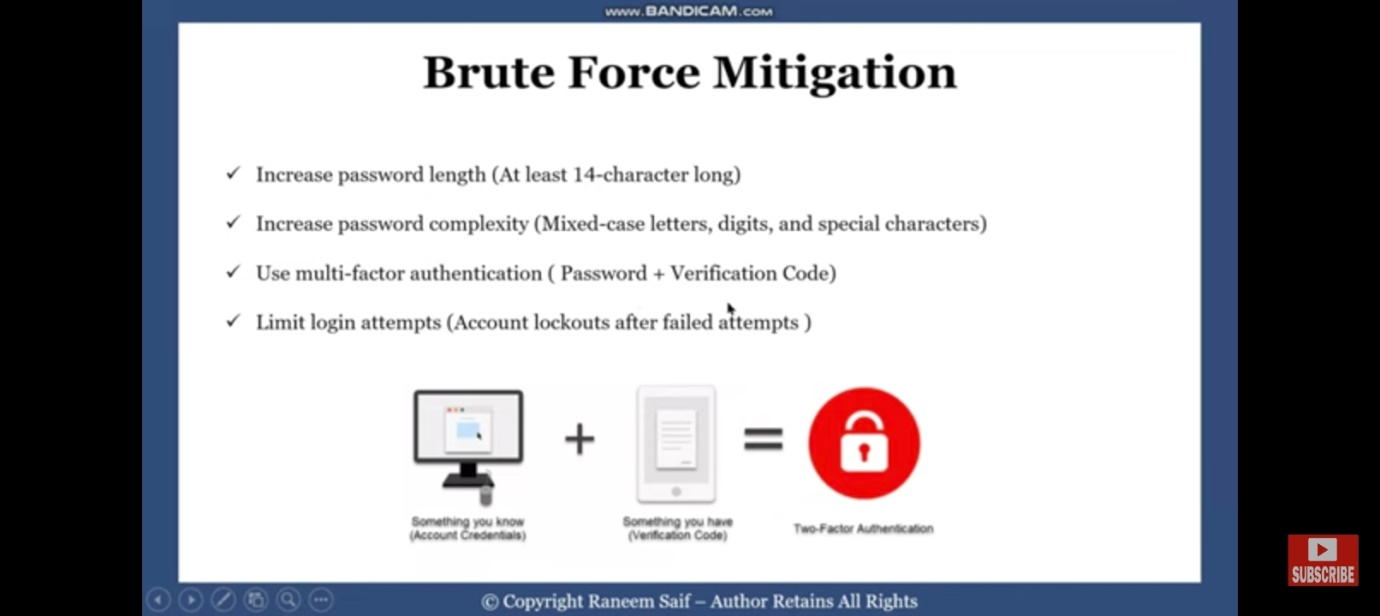 www.BANDICAM.COM
Brute Force Mitigation
✓ Increase password length (At least 14-character long)
✓ Increase password complexity (Mixed-case letters, digits, and special characters)
✓ Use multi-factor authentication ( Password + Verification Code)
✓ Limit login attempts (Account lockouts after failed attempts )
+
=
Something you know
(Account Credentials)
Something you have
(Verification Code)
Two-Factor Authentication
SUBSCRIBE
© Copyright Raneem Saif – Author Retains All Rights